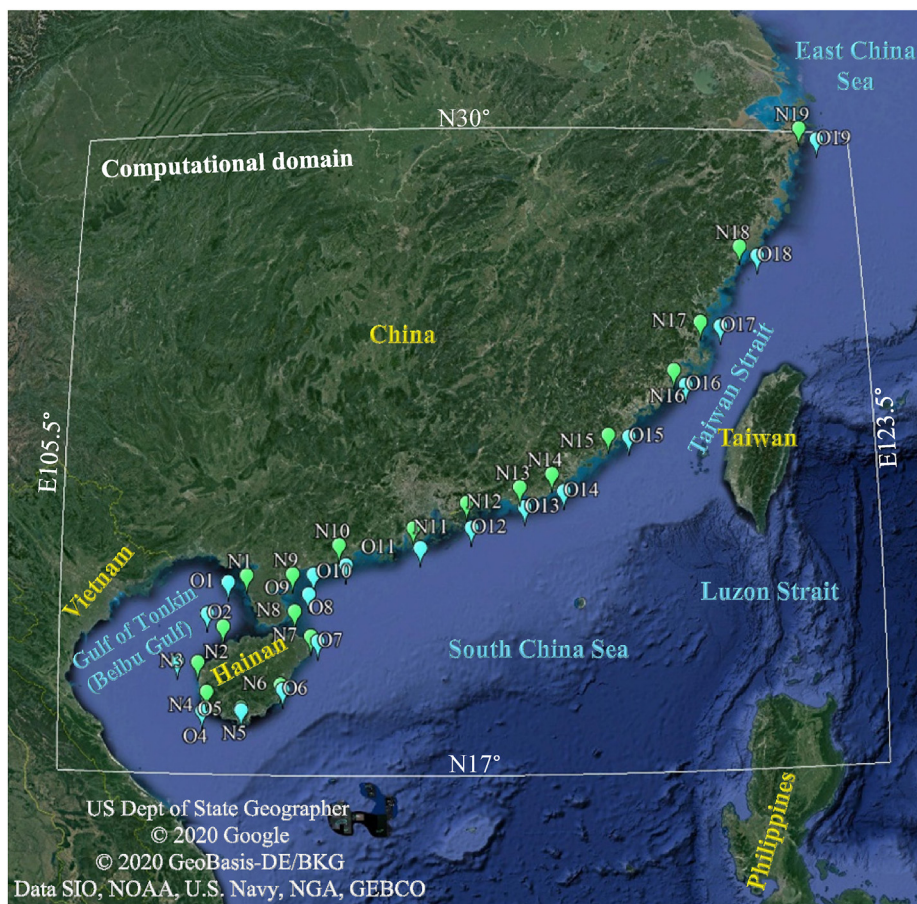 East China
Sea
N30°
N19
O19
Computational domain
N18
O18
N17
O17
China
Taiwan Strait
N16
O16
E105.5°
E123.5°
Taiwan
N15
O15
N14
O14
N13
O13
N12
O12
N11
O11
N10
O10
N9
O9
N1
O1
Vietnam
Luzon Strait
O8
N8
O2
N7
O7
Gulf of Tonkin
(Beibu Gulf)
Hainan
South China Sea
N2
N3
N6
O6
N4
O5
O4
N5
N17°
US Dept of State Geographer
© 2020 Google
© 2020 GeoBasis-DE/BKG
Data SIO, NOAA, U.S. Navy, NGA, GEBCO
Philippines